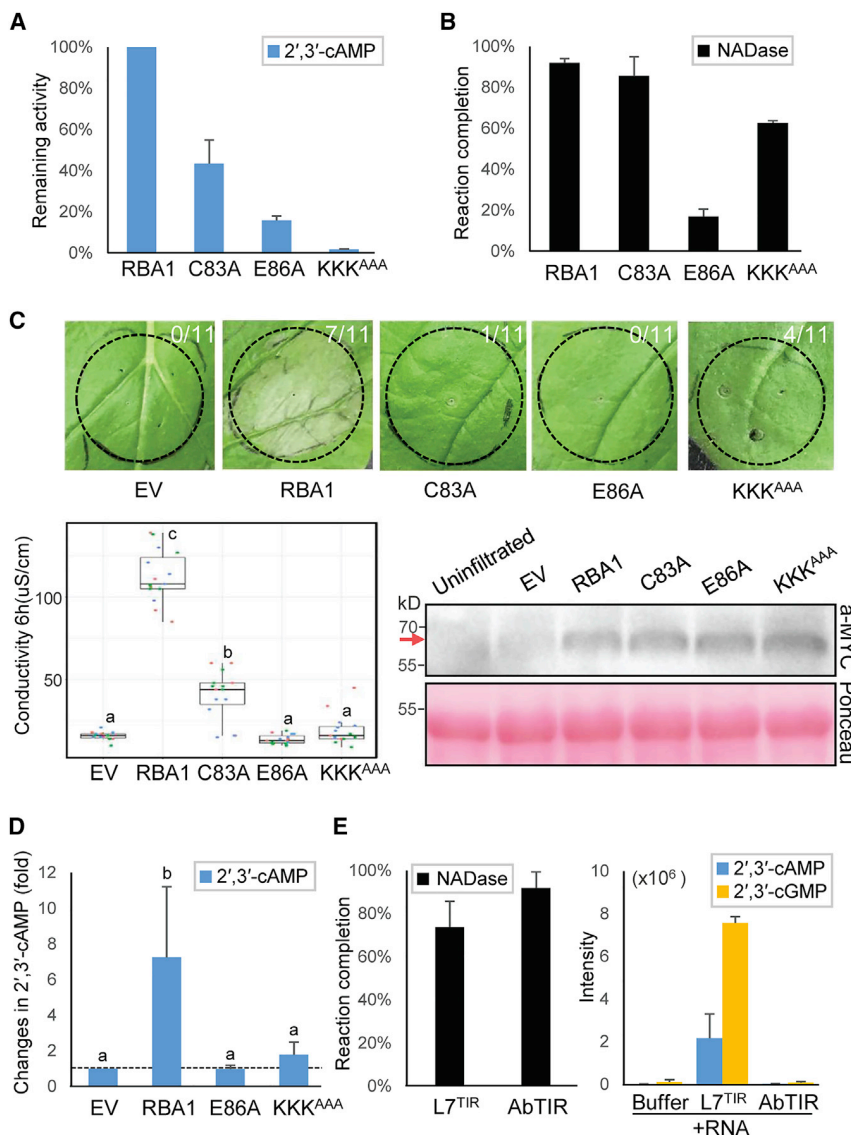 A
2′,3′-cAMP
Remaining activity
100%
80%
60%
40%
20%
0%
RBA1 C83A E86A KKKAAA
B
NADase
Reaction completion
100%
80%
60%
40%
20%
0%
RBA1 C83A E86A KKKAAA
C
0/11 7/11 1/11 0/11 4/11
EV RBA1 C83A E86A KKKAAA
Conductivity 6h(uS/cm)
100
50
a c b a a
EV RBA1 C83A E86A KKKAAA
Uninfiltrated EV RBA1 C83A E86A KKKAAA
kD
70
55
a-MYC
55
Ponceau
D
2′,3′-cAMP
Changes in 2′,3′-cAMP (fold)
12
10
8
6
4
2
0
a b a a
EV RBA1 E86A KKKAAA
E
NADase
Reaction completion
100%
80%
60%
40%
20%
0%
L7TIR AbTIR
2′,3′-cAMP
2′,3′-cGMP
(x10⁶ )
Intensity
10
8
6
4
2
0
Buffer L7TIR AbTIR
+RNA